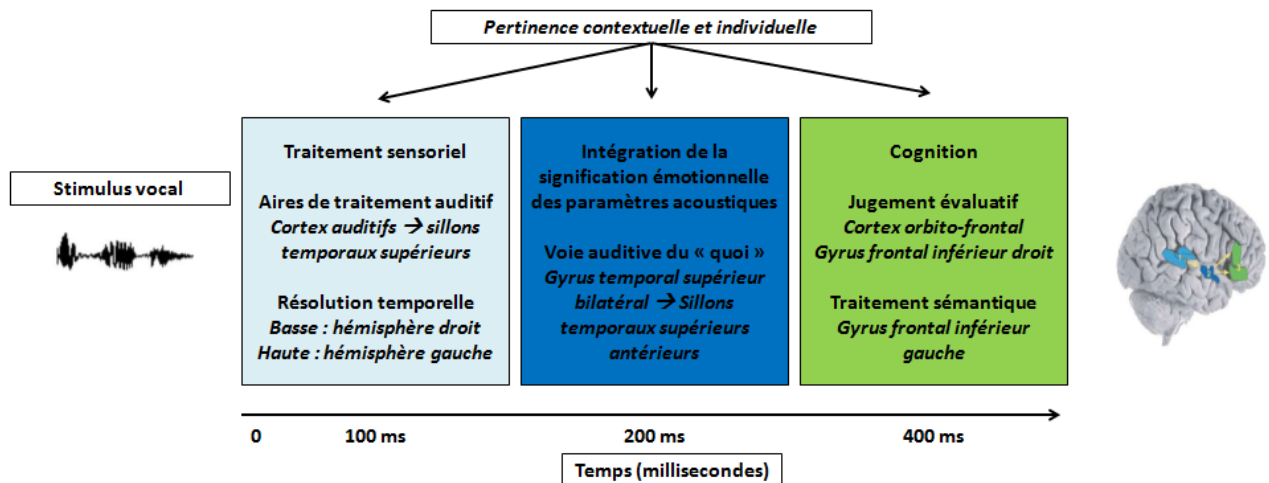 Pertinence contextuelle et individuelle
Stimulus vocal
Traitement sensoriel
Aires de traitement auditif
Cortex auditifs → sillons
temporaux supérieurs
Résolution temporelle
Basse : hémisphère droit
Haute : hémisphère gauche
Intégration de la
signification émotionnelle
des paramètres acoustiques
Voie auditive du « quoi »
Gyrus temporal supérieur
bilatéral → Sillons
temporaux supérieurs
antérieurs
Cognition
Jugement évaluatif
Cortex orbito-frontal
Gyrus frontal inférieur droit
Traitement sémantique
Gyrus frontal inférieur
gauche
0 100 ms 200 ms 400 ms
Temps (millisecondes)